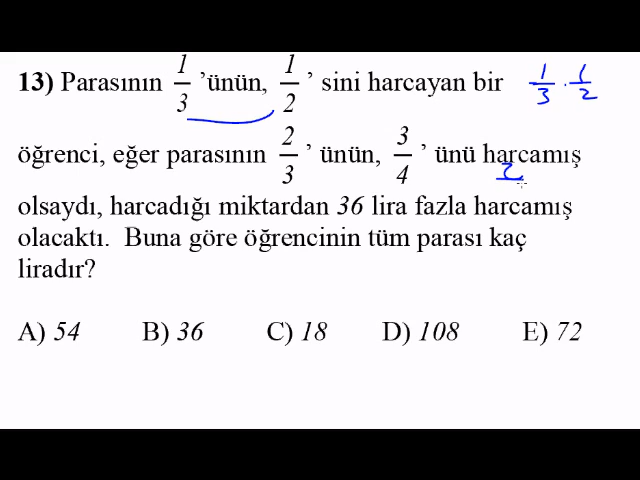 13) Parasının 1/3 ’ünün, 1/2 ’ sini harcayan bir 1/3 . 1/2
öğrenci, eğer parasının 2/3 ’ ünün, 3/4 ’ ünü harcamış
2
olsaydı, harcadığı miktardan 36 lira fazla harcamış
olacaktı. Buna göre öğrencinin tüm parası kaç
liradır?
A) 54 B) 36 C) 18 D) 108 E) 72